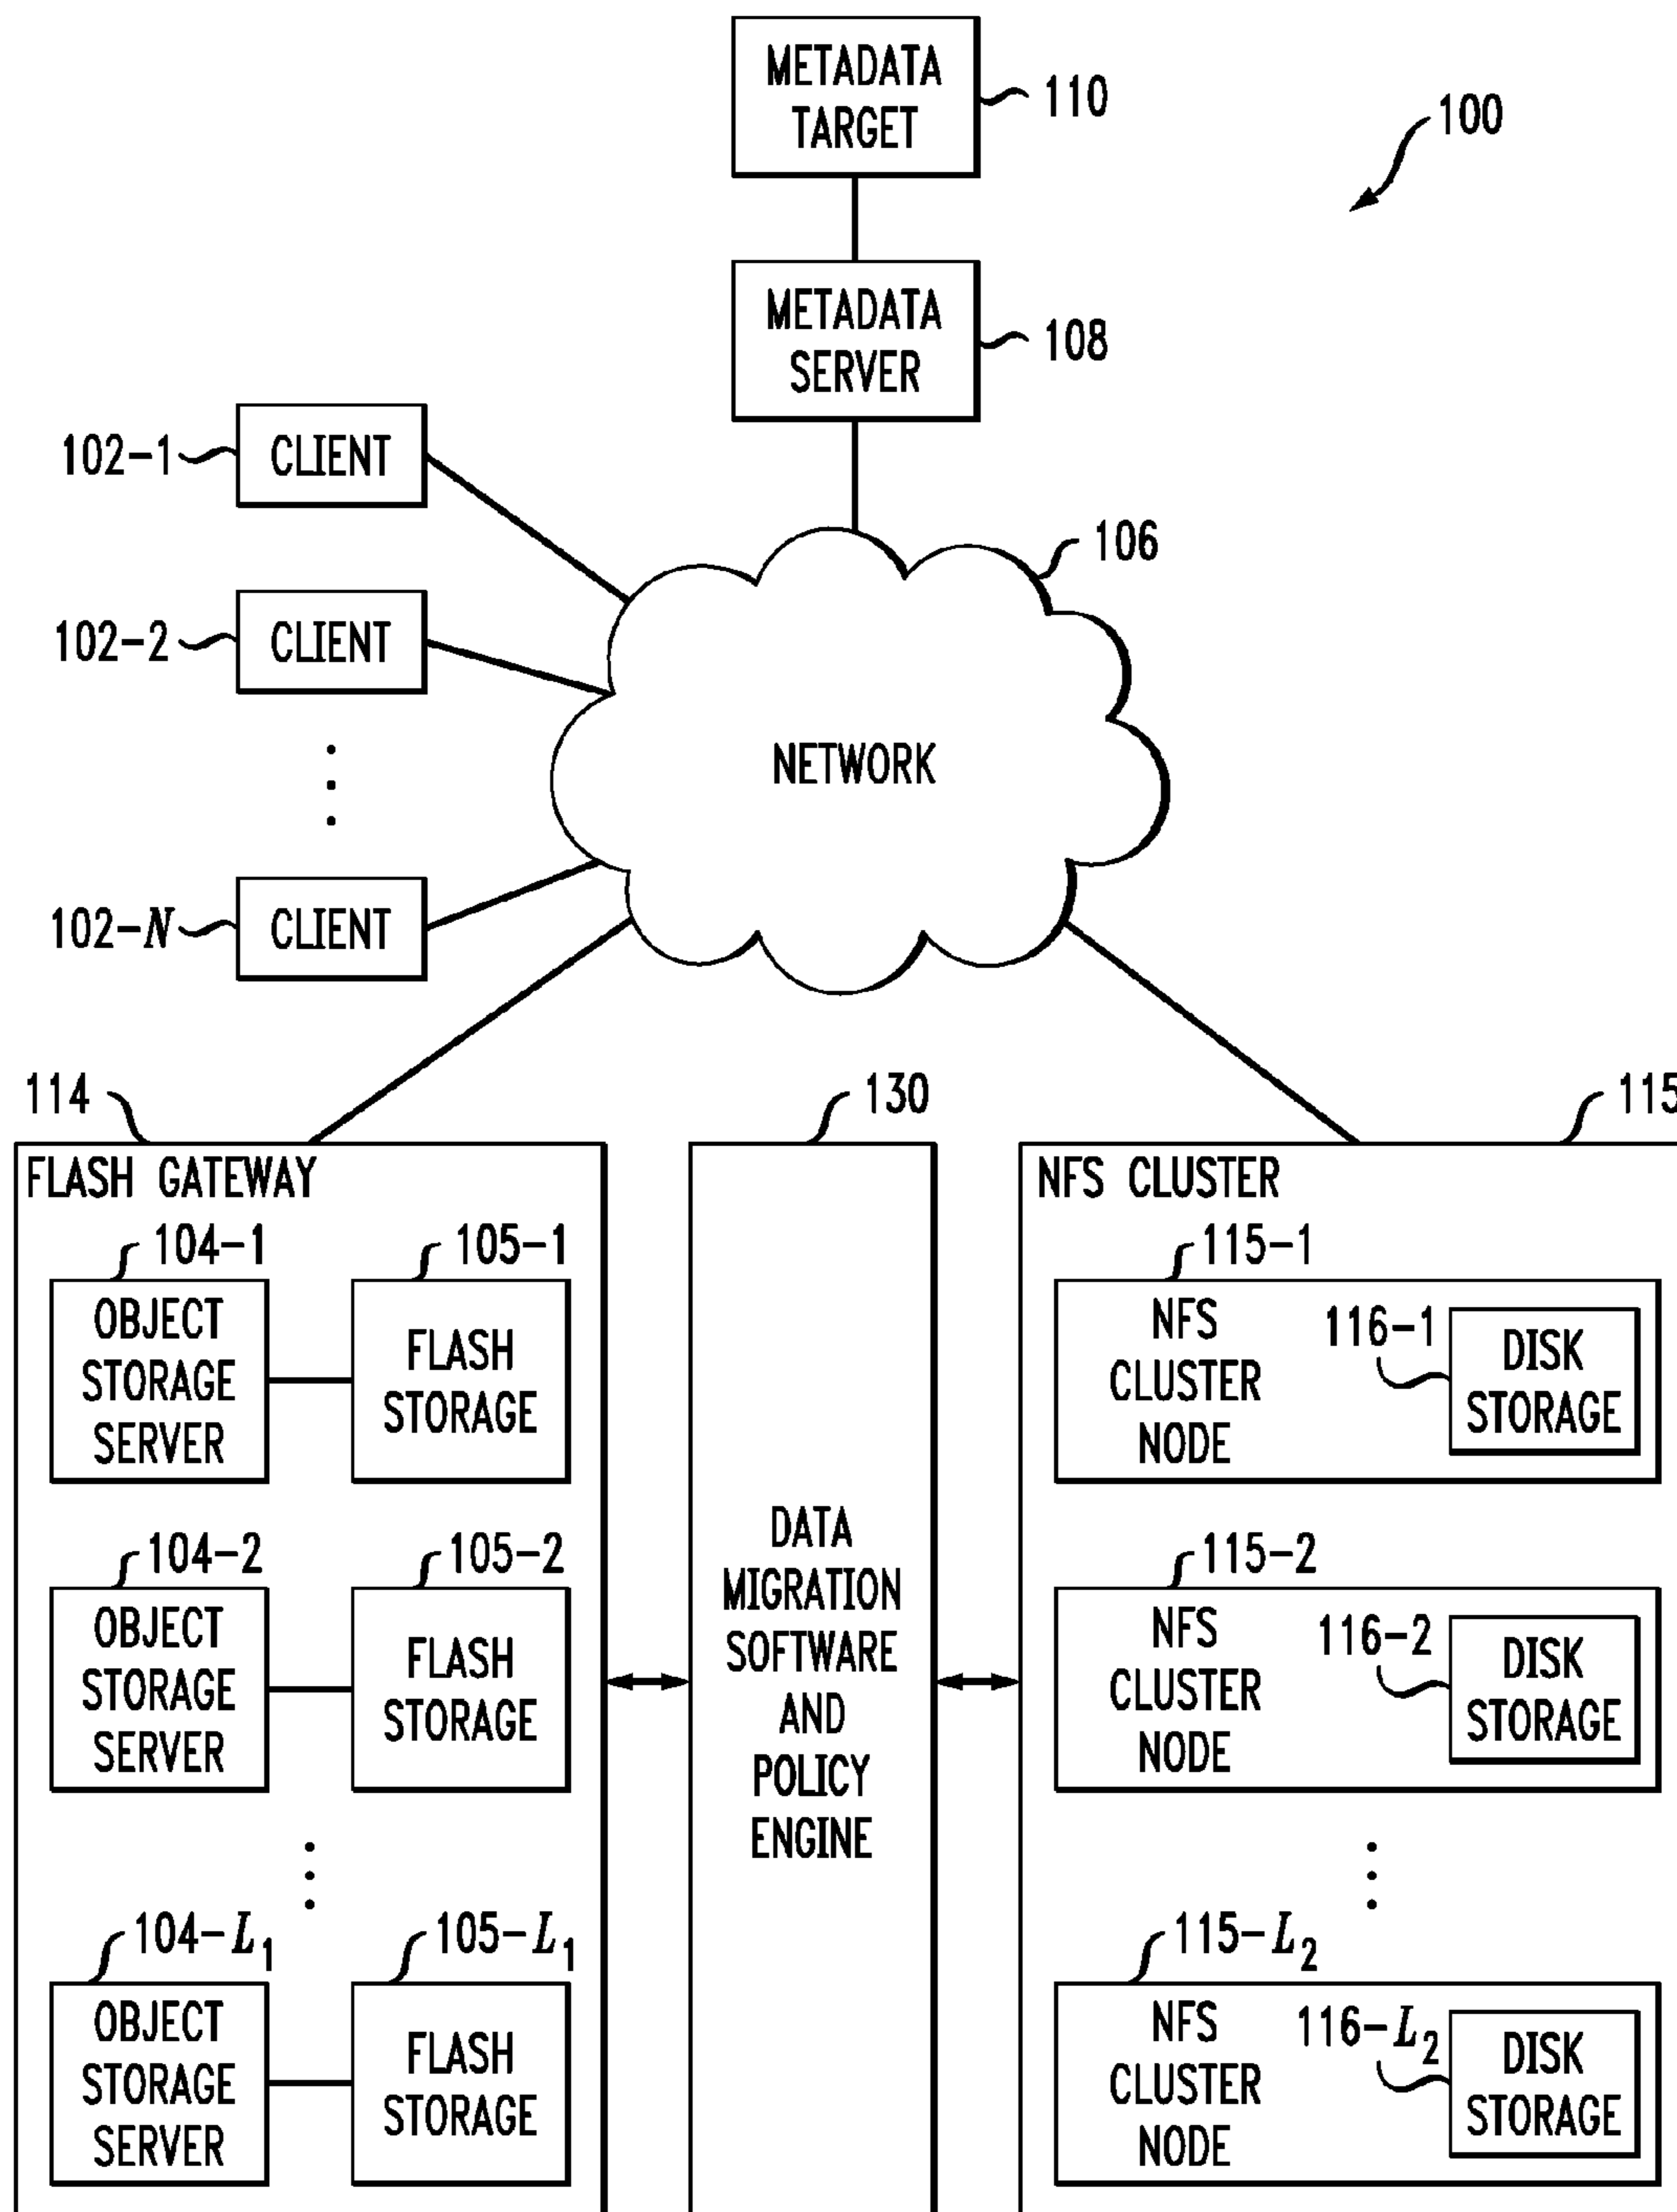 METADATA
TARGET
110
100
METADATA
SERVER
108
102-1
CLIENT
106
102-2
CLIENT
NETWORK
102-N
CLIENT
114
130
115
FLASH GATEWAY
104-1
105-1
OBJECT
STORAGE
SERVER
FLASH
STORAGE
104-2
105-2
OBJECT
STORAGE
SERVER
FLASH
STORAGE
104-L₁
105-L₁
OBJECT
STORAGE
SERVER
FLASH
STORAGE
DATA
MIGRATION
SOFTWARE
AND
POLICY
ENGINE
NFS CLUSTER
115-1
NFS
CLUSTER
NODE
116-1
DISK
STORAGE
115-2
NFS
CLUSTER
NODE
116-2
DISK
STORAGE
115-L₂
NFS
CLUSTER
NODE
116-L₂
DISK
STORAGE